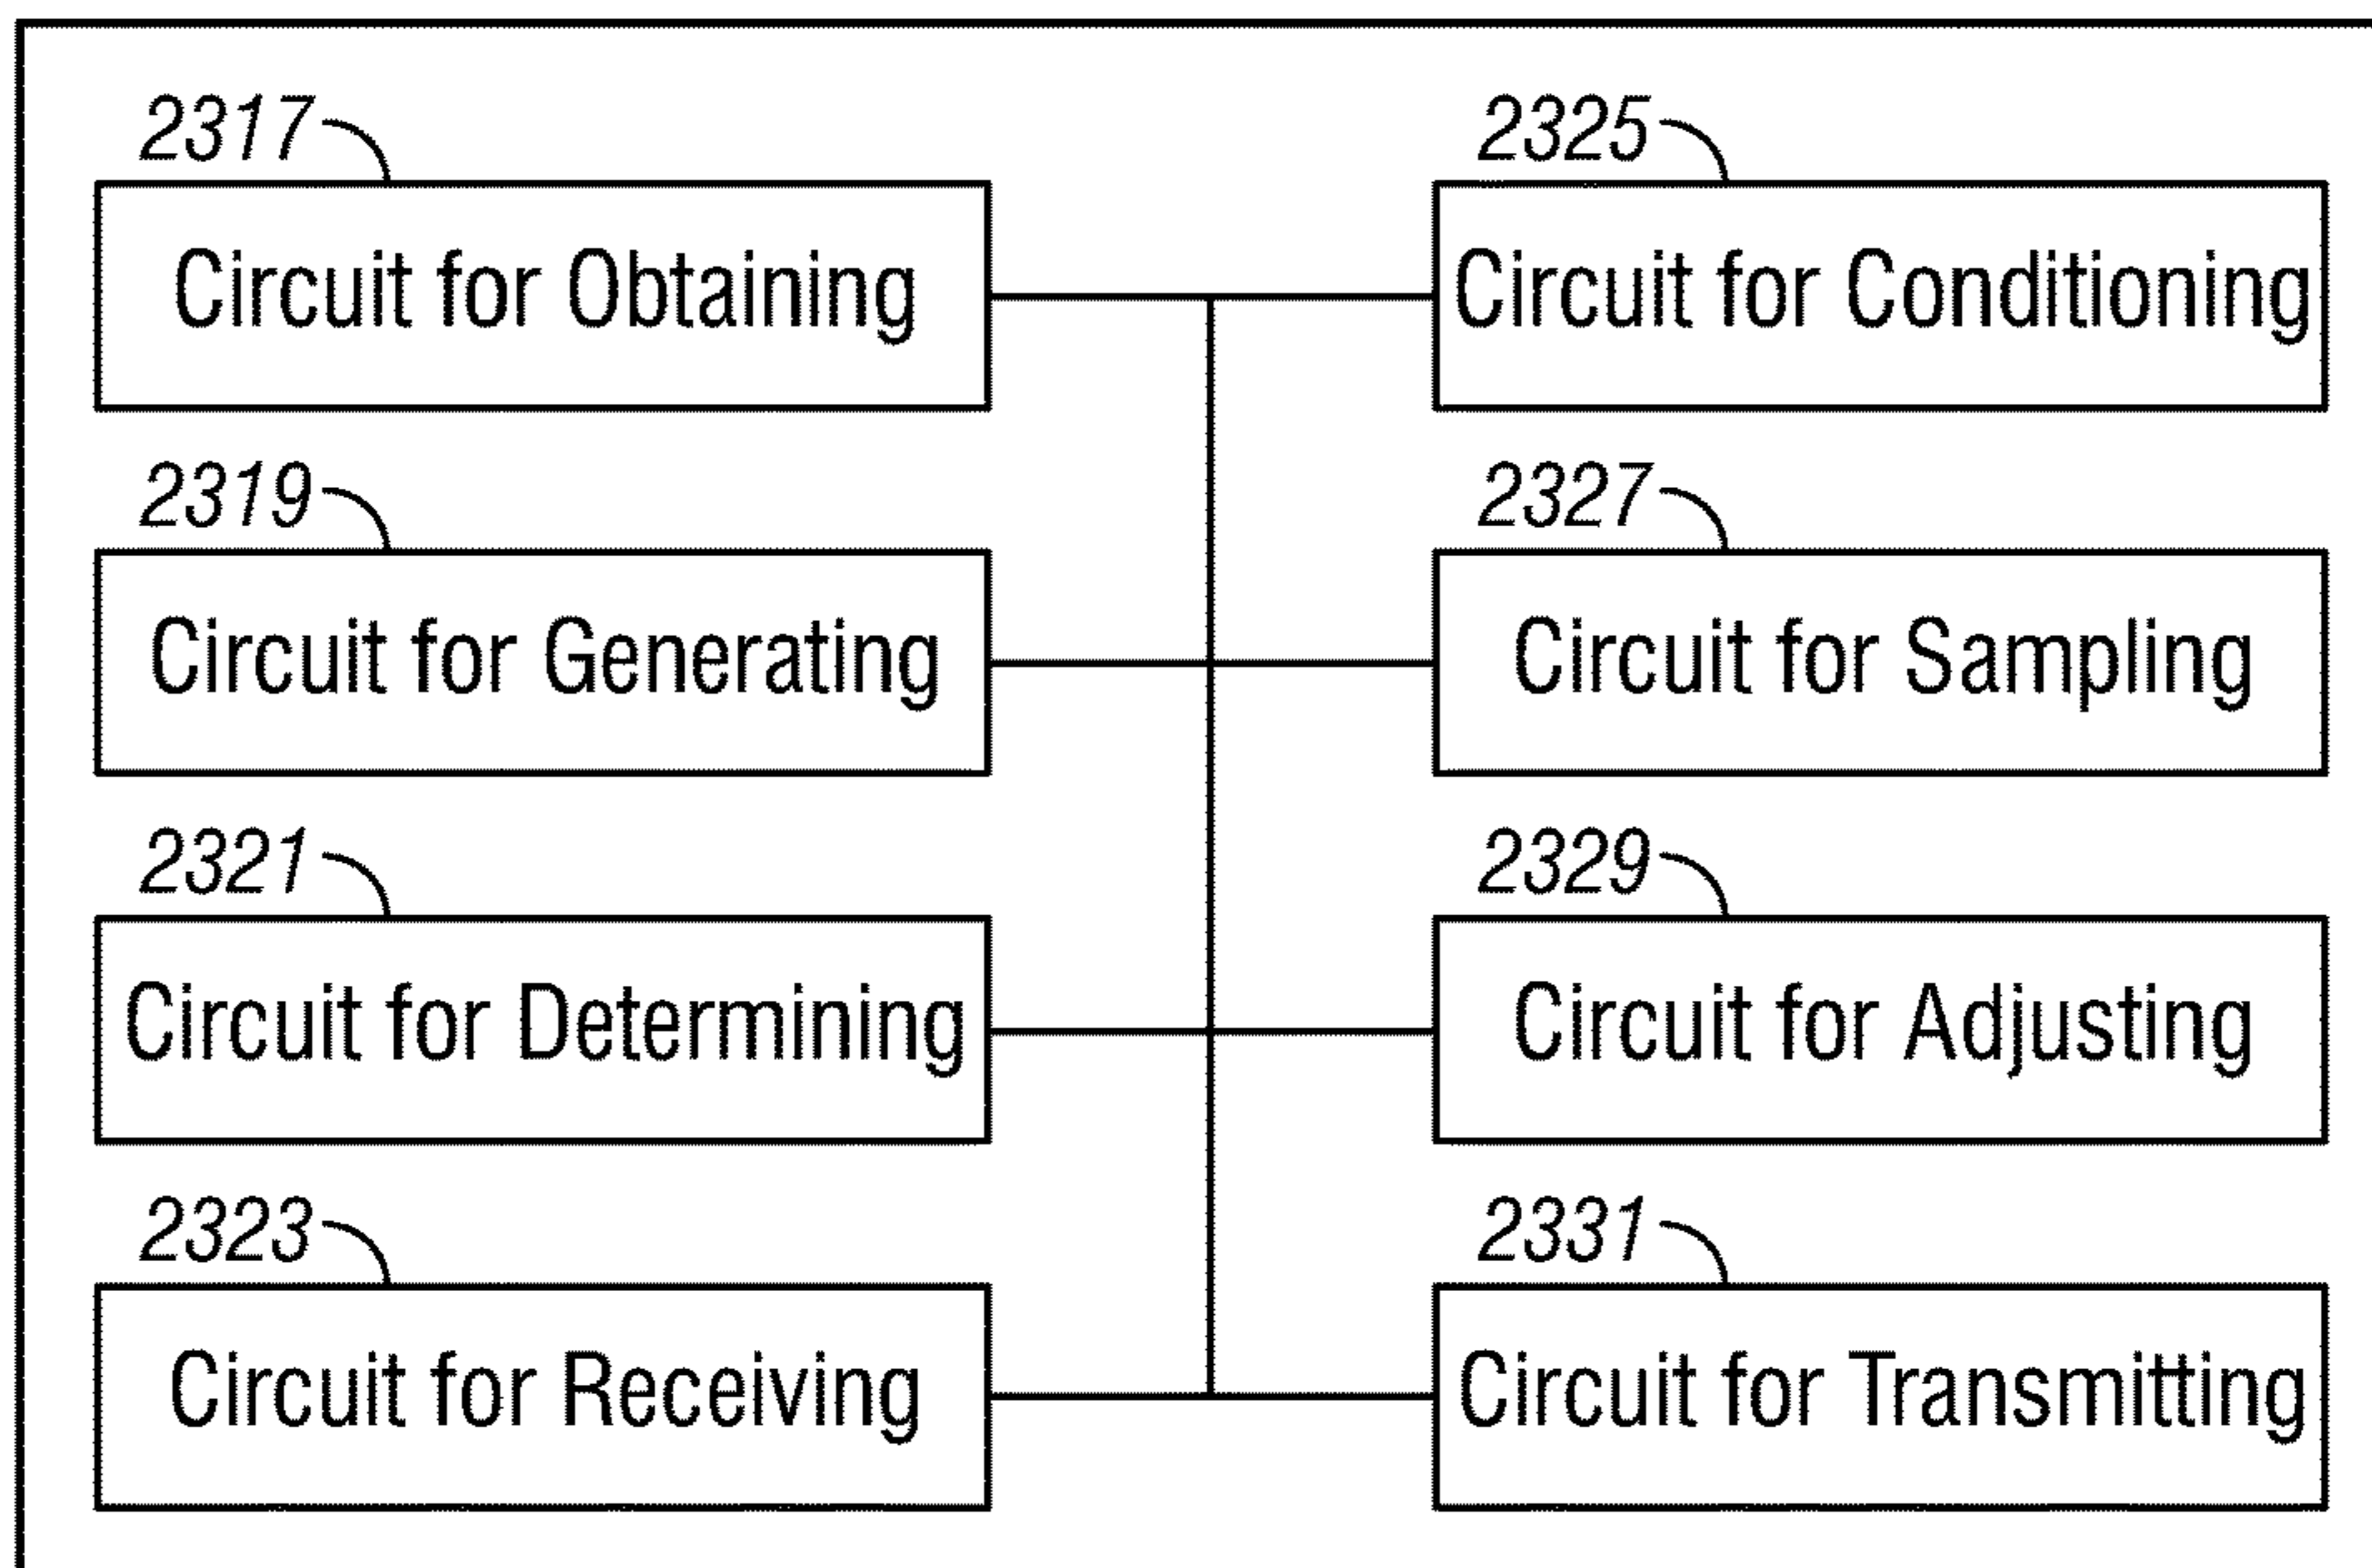 2317
Circuit for Obtaining
2325
Circuit for Conditioning
2319
Circuit for Generating
2327
Circuit for Sampling
2321
Circuit for Determining
2329
Circuit for Adjusting
2323
Circuit for Receiving
2331
Circuit for Transmitting